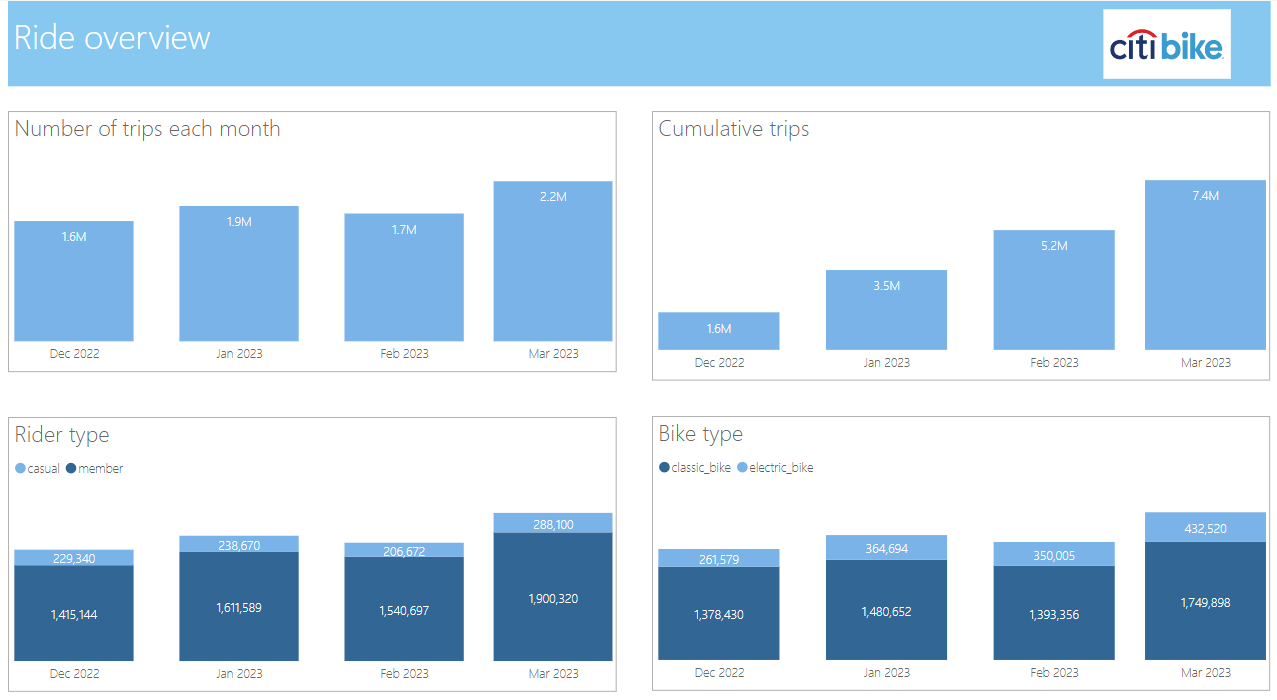 Ride overview
citi bike
Number of trips each month
1.6M
1.9M
1.7M
2.2M
Dec 2022
Jan 2023
Feb 2023
Mar 2023
Cumulative trips
1.6M
3.5M
5.2M
7.4M
Dec 2022
Jan 2023
Feb 2023
Mar 2023
Rider type
casual member
229,340
238,670
206,672
288,100
1,415,144
1,611,589
1,540,697
1,900,320
Dec 2022
Jan 2023
Feb 2023
Mar 2023
Bike type
classic_bike electric_bike
261,579
364,694
350,005
432,520
1,378,430
1,480,652
1,393,356
1,749,898
Dec 2022
Jan 2023
Feb 2023
Mar 2023